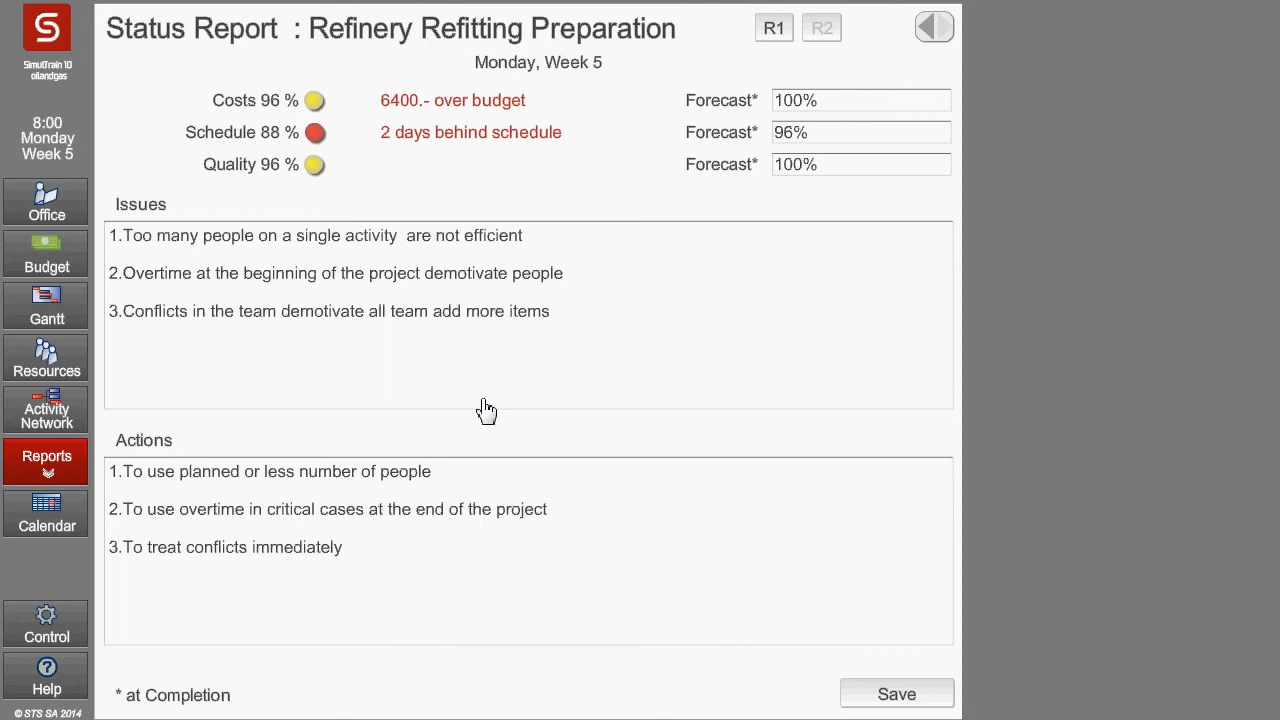 S
SimulTrain 10
oilandgas
8:00
Monday
Week 5
Office
Budget
Gantt
Resources
Activity
Network
Reports
Calendar
Control
Help
© STS SA 2014
Status Report : Refinery Refitting Preparation
R1 R2
Monday, Week 5
Costs 96 % 6400.- over budget Forecast* 100%
Schedule 88 % 2 days behind schedule Forecast* 96%
Quality 96 % Forecast* 100%
Issues
1.Too many people on a single activity are not efficient
2.Overtime at the beginning of the project demotivate people
3.Conflicts in the team demotivate all team add more items
Actions
1.To use planned or less number of people
2.To use overtime in critical cases at the end of the project
3.To treat conflicts immediately
* at Completion
Save